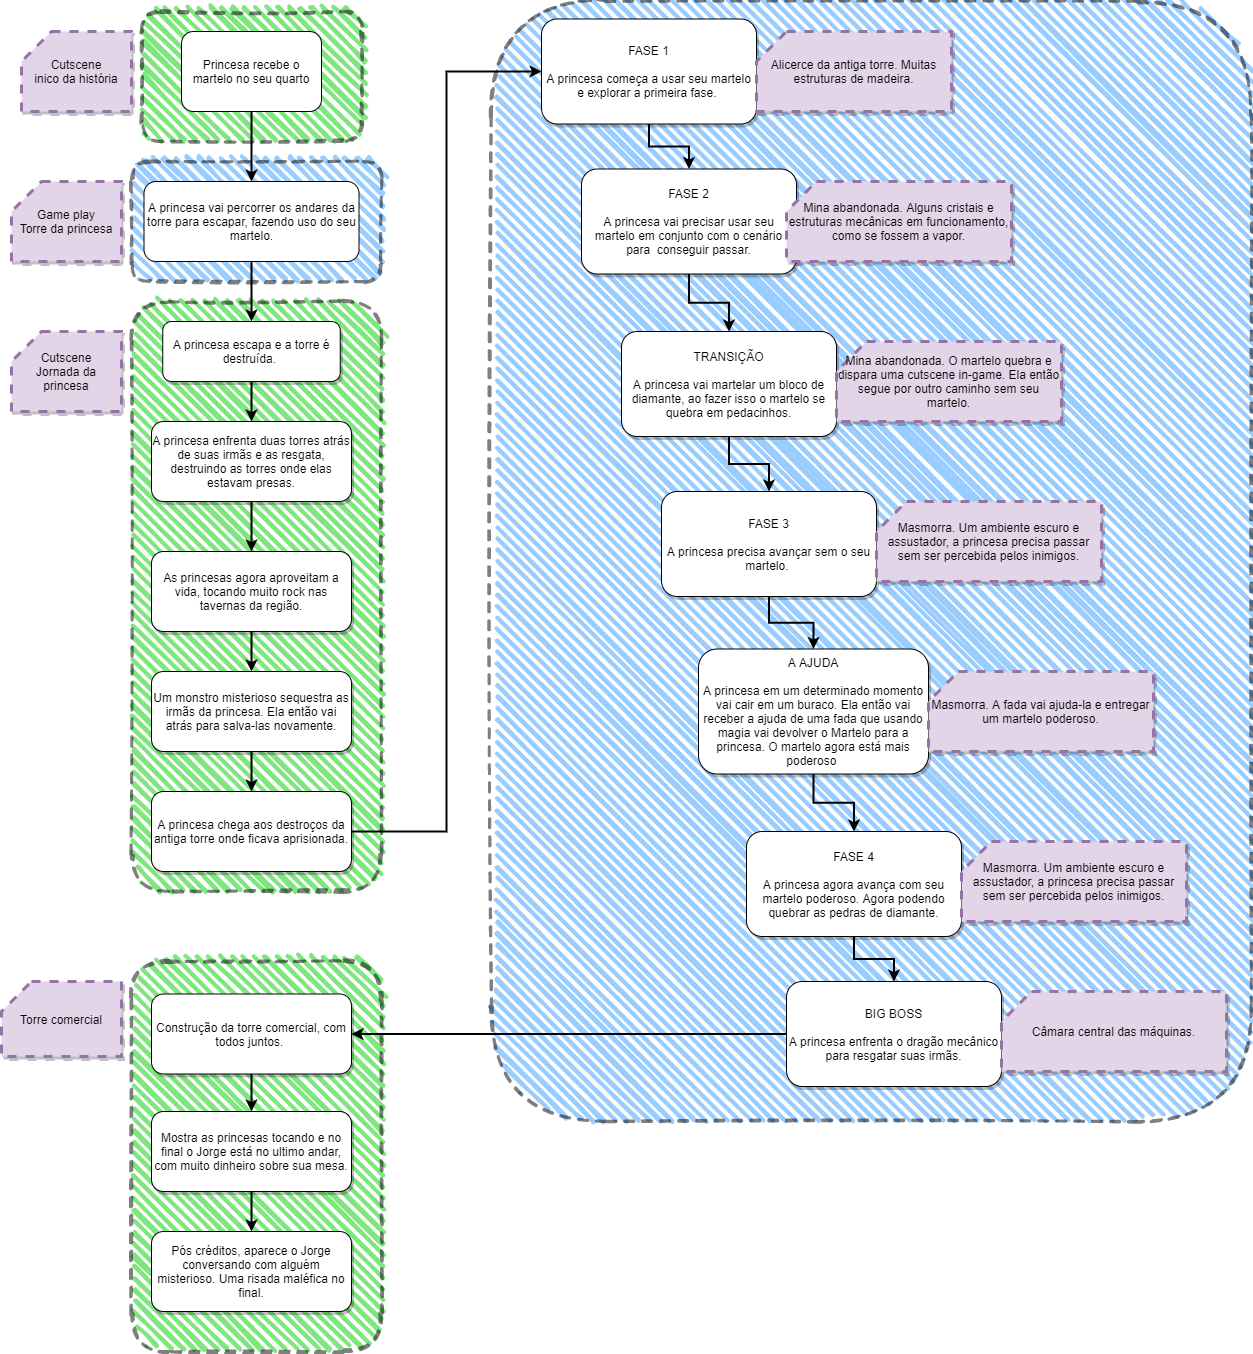 Cutscene
inico da história
Princesa recebe o
martelo no seu quarto
Game play
Torre da princesa
A princesa vai percorrer os andares da
torre para escapar, fazendo uso do seu
martelo.
Cutscene
Jornada da
princesa
A princesa escapa e a torre é
destruída.
A princesa enfrenta duas torres atrás
de suas irmãs e as resgata,
destruindo as torres onde elas
estavam presas.
As princesas agora aproveitam a
vida, tocando muito rock nas
tavernas da região.
Um monstro misterioso sequestra as
irmãs da princesa. Ela então vai
atrás para salva-las novamente.
A princesa chega aos destroços da
antiga torre onde ficava aprisionada.
FASE 1
A princesa começa a usar seu martelo
e explorar a primeira fase.
Alicerce da antiga torre. Muitas
estruturas de madeira.
FASE 2
A princesa vai precisar usar seu
martelo em conjunto com o cenário
para conseguir passar.
Mina abandonada. Alguns cristais e
estruturas mecânicas em funcionamento,
como se fossem a vapor.
TRANSIÇÃO
A princesa vai martelar um bloco de
diamante, ao fazer isso o martelo se
quebra em pedacinhos.
Mina abandonada. O martelo quebra e
dispara uma cutscene in-game. Ela então
segue por outro caminho sem seu
martelo.
FASE 3
A princesa precisa avançar sem o seu
martelo.
Masmorra. Um ambiente escuro e
assustador, a princesa precisa passar
sem ser percebida pelos inimigos.
A AJUDA
A princesa em um determinado momento
vai cair em um buraco. Ela então vai
receber a ajuda de uma fada que usando
magia vai devolver o Martelo para a
princesa. O martelo agora está mais
poderoso
Masmorra. A fada vai ajuda-la e entregar
um martelo poderoso.
FASE 4
A princesa agora avança com seu
martelo poderoso. Agora podendo
quebrar as pedras de diamante.
Masmorra. Um ambiente escuro e
assustador, a princesa precisa passar
sem ser percebida pelos inimigos.
BIG BOSS
A princesa enfrenta o dragão mecânico
para resgatar suas irmãs.
Câmara central das máquinas.
Torre comercial
Construção da torre comercial, com
todos juntos.
Mostra as princesas tocando e no
final o Jorge está no ultimo andar,
com muito dinheiro sobre sua mesa.
Pós créditos, aparece o Jorge
conversando com alguém
misterioso. Uma risada maléfica no
final.